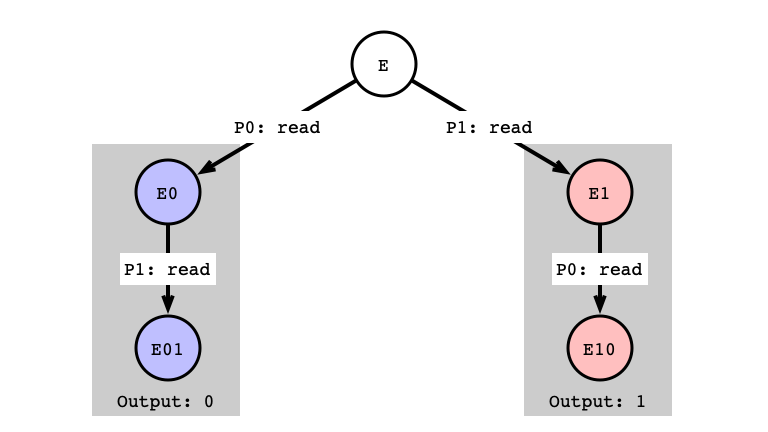 E
P0: read
P1: read
E0
E1
P1: read
P0: read
E01
E10
Output: 0
Output: 1